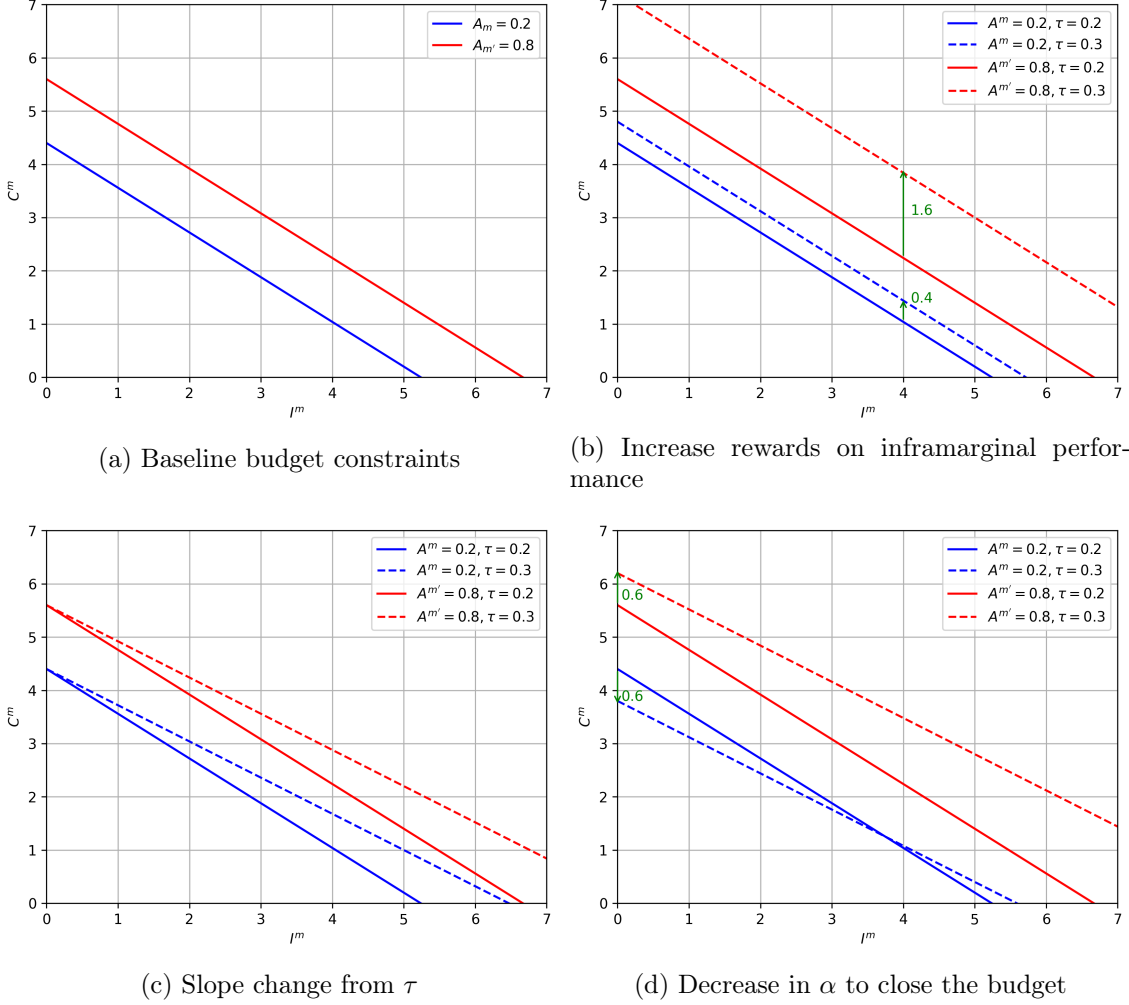 7
6
5
4
3
2
1
0
C^m
0 1 2 3 4 5 6 7
I^m
A_m = 0.2
A_{m'} = 0.8
(a) Baseline budget constraints
7
6
5
4
3
2
1
0
C^m
0 1 2 3 4 5 6 7
I^m
A^m = 0.2, τ = 0.2
A^m = 0.2, τ = 0.3
A^{m'} = 0.8, τ = 0.2
A^{m'} = 0.8, τ = 0.3
1.6
0.4
(b) Increase rewards on inframarginal perfor-
mance
7
6
5
4
3
2
1
0
C^m
0 1 2 3 4 5 6 7
I^m
A^m = 0.2, τ = 0.2
A^m = 0.2, τ = 0.3
A^{m'} = 0.8, τ = 0.2
A^{m'} = 0.8, τ = 0.3
(c) Slope change from τ
7
6
5
4
3
2
1
0
C^m
0 1 2 3 4 5 6 7
I^m
A^m = 0.2, τ = 0.2
A^m = 0.2, τ = 0.3
A^{m'} = 0.8, τ = 0.2
A^{m'} = 0.8, τ = 0.3
0.6
0.6
(d) Decrease in α to close the budget